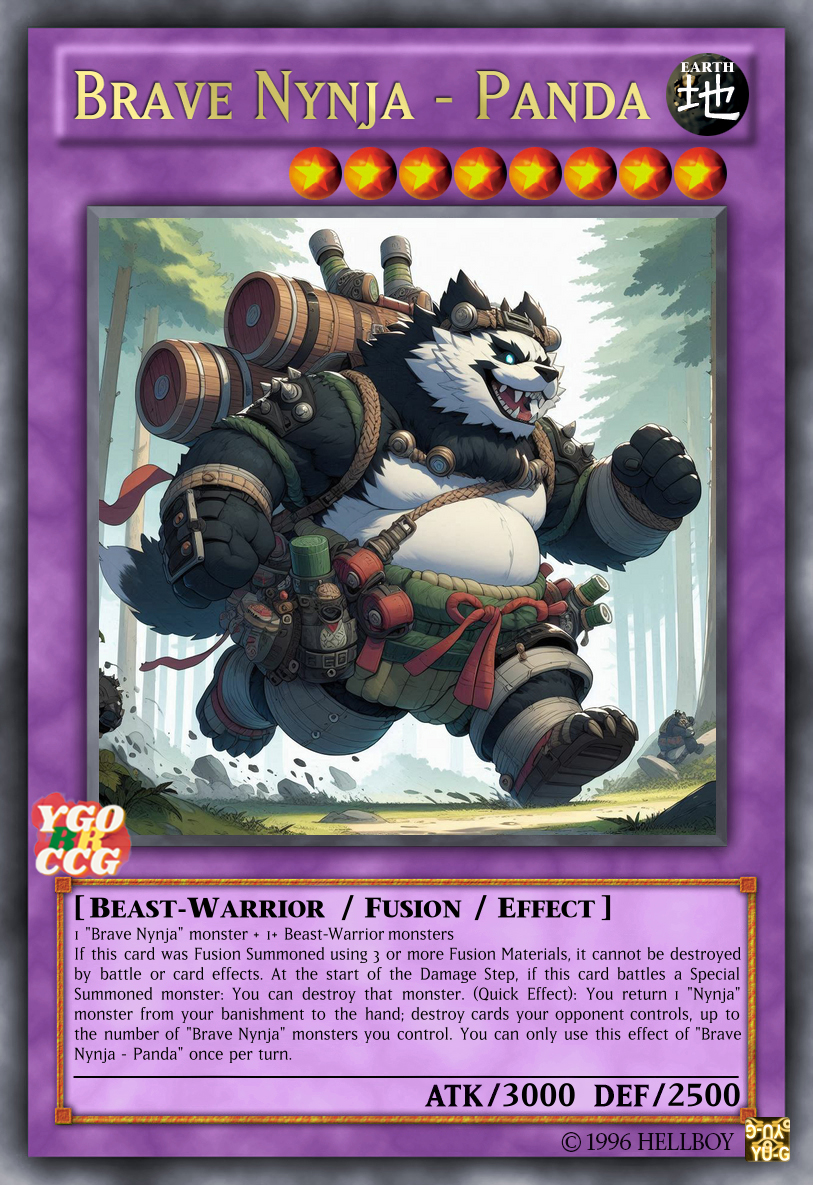 Brave Nynja - Panda
EARTH
地
YGO
BR
CCG
[ Beast-Warrior / Fusion / Effect ]
1 "Brave Nynja" monster + 1+ Beast-Warrior monsters
If this card was Fusion Summoned using 3 or more Fusion Materials, it cannot be destroyed
by battle or card effects. At the start of the Damage Step, if this card battles a Special
Summoned monster: You can destroy that monster. (Quick Effect): You return 1 "Nynja"
monster from your banishment to the hand; destroy cards your opponent controls, up to
the number of "Brave Nynja" monsters you control. You can only use this effect of "Brave
Nynja - Panda" once per turn.
ATK/3000 DEF/2500
© 1996 HELLBOY